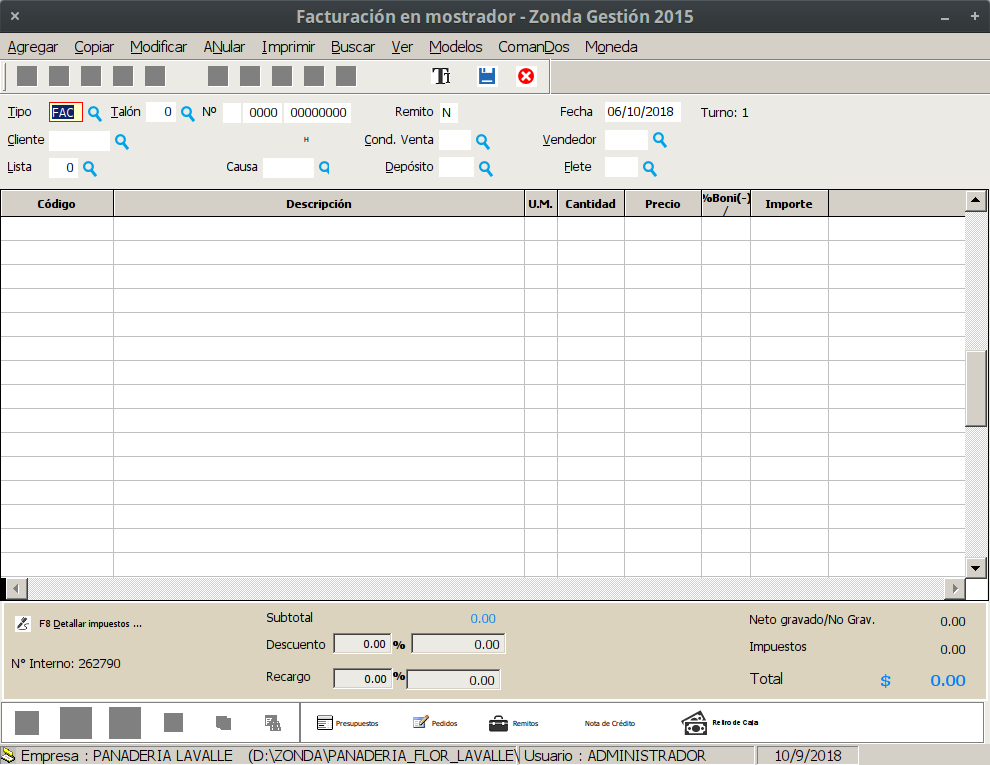 Facturación en mostrador - Zonda Gestión 2015
Agregar Copiar Modificar ANular Imprimir Buscar Ver Modelos ComanDos Moneda
Tipo FAC Talón 0 Nº 0000 00000000 Remito N Fecha 06/10/2018 Turno: 1
Cliente H Cond. Venta Vendedor
Lista 0 Causa Depósito Flete
Código Descripción U.M. Cantidad Precio %Boni(-) / Importe
F8 Detallar impuestos ... Subtotal 0.00 Neto gravado/No Grav. 0.00
Descuento 0.00 % 0.00 Impuestos 0.00
N° Interno: 262790 Recargo 0.00 % 0.00 Total $ 0.00
Presupuestos Pedidos Remitos Nota de Crédito Retiro de Caja
Empresa : PANADERIA LAVALLE (D:\ZONDA\PANADERIA_FLOR_LAVALLE\ Usuario : ADMINISTRADOR 10/9/2018